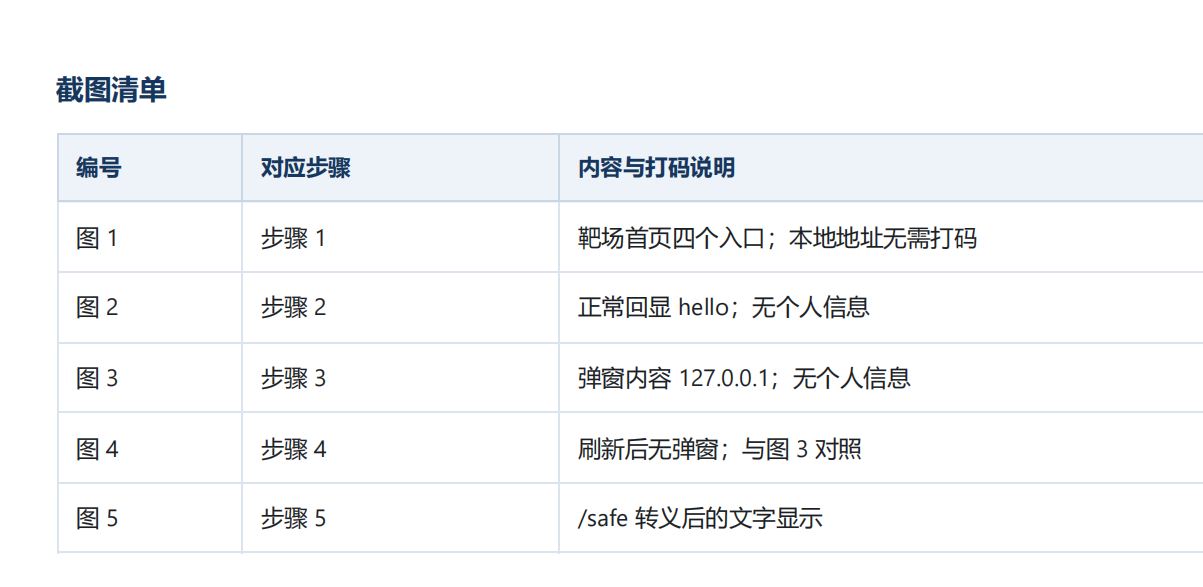 截图清单
编号 对应步骤 内容与打码说明
图 1 步骤 1 靶场首页四个入口；本地地址无需打码
图 2 步骤 2 正常回显 hello；无个人信息
图 3 步骤 3 弹窗内容 127.0.0.1；无个人信息
图 4 步骤 4 刷新后无弹窗；与图 3 对照
图 5 步骤 5 /safe 转义后的文字显示